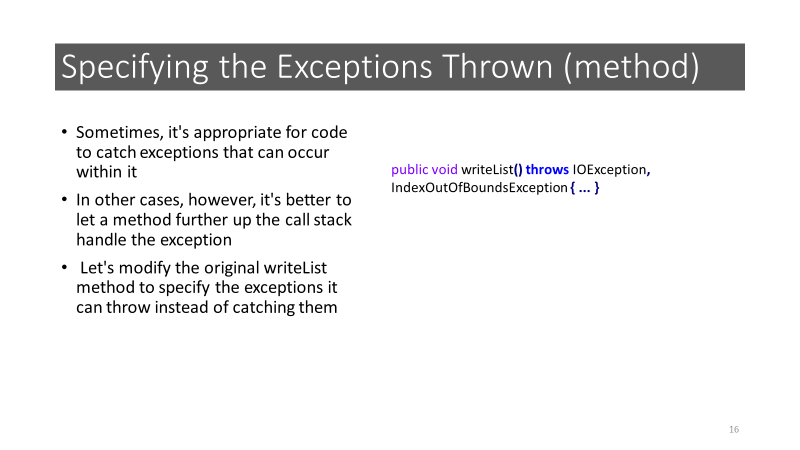 Specifying the Exceptions Thrown (method)
• Sometimes, it's appropriate for code
to catch exceptions that can occur
within it
• In other cases, however, it's better to
let a method further up the call stack
handle the exception
• Let's modify the original writeList
method to specify the exceptions it
can throw instead of catching them
public void writeList() throws IOException,
IndexOutOfBoundsException { ... }
16